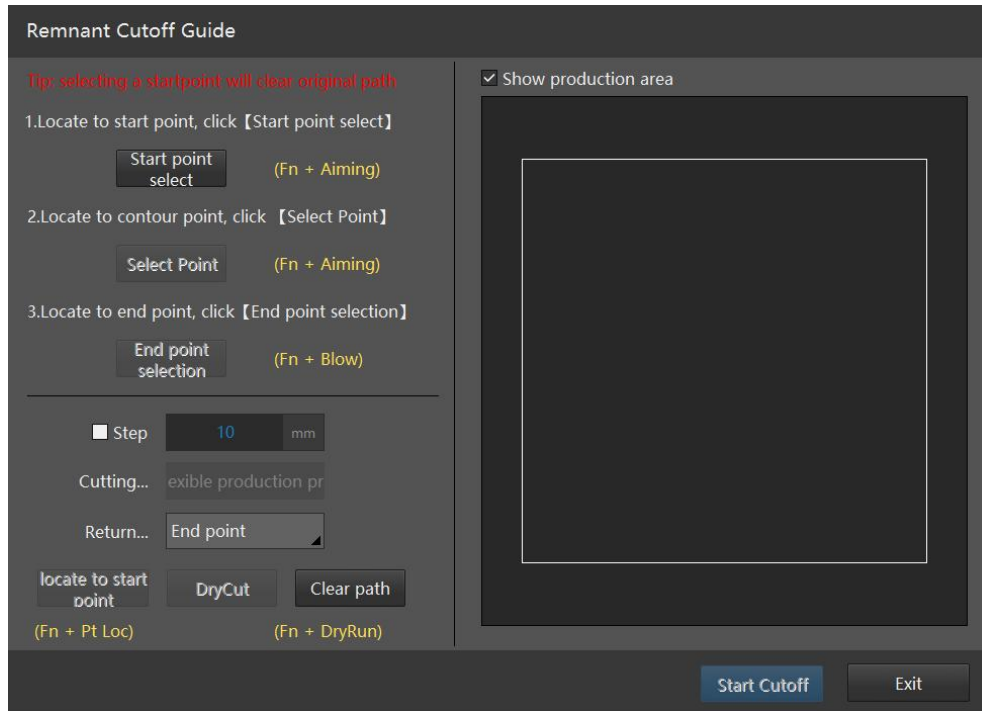 Remnant Cutoff Guide
Tip: selecting a startpoint will clear original path
Show production area
1.Locate to start point, click【Start point select】
Start point
select
(Fn + Aiming)
2.Locate to contour point, click 【Select Point】
Select Point
(Fn + Aiming)
3.Locate to end point, click【End point selection】
End point
selection
(Fn + Blow)
Step
10
mm
Cutting...
exible production pr
Return...
End point
locate to start
point
DryCut
Clear path
(Fn + Pt Loc)
(Fn + DryRun)
Start Cutoff
Exit